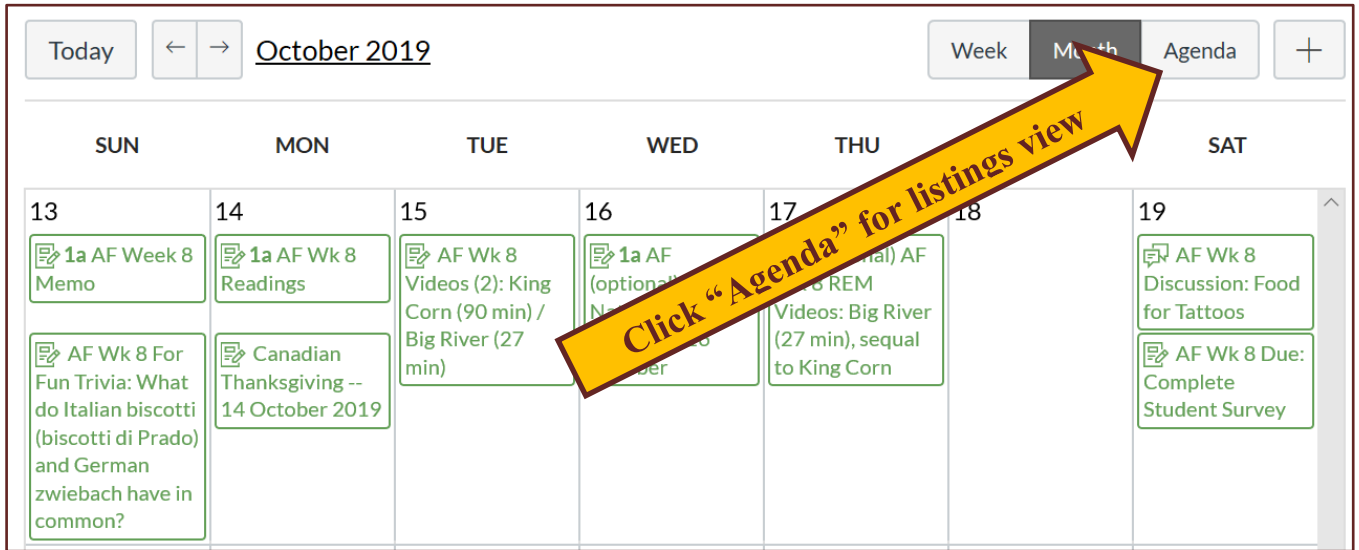 Today ← → October 2019 Week Month Agenda +
SUN MON TUE WED THU SAT
13 14 15 16 17 18 19
1a AF Week 8
Memo
AF Wk 8 For
Fun Trivia: What
do Italian biscotti
(biscotti di Prado)
and German
zwiebach have in
common?
1a AF Wk 8
Readings
Canadian
Thanksgiving --
14 October 2019
AF Wk 8
Videos (2): King
Corn (90 min) /
Big River (27
min)
1a AF
AF
8 REM
Videos: Big River
(27 min), sequal
to King Corn
AF Wk 8
Discussion: Food
for Tattoos
AF Wk 8 Due:
Complete
Student Survey
Click “Agenda” for listings view